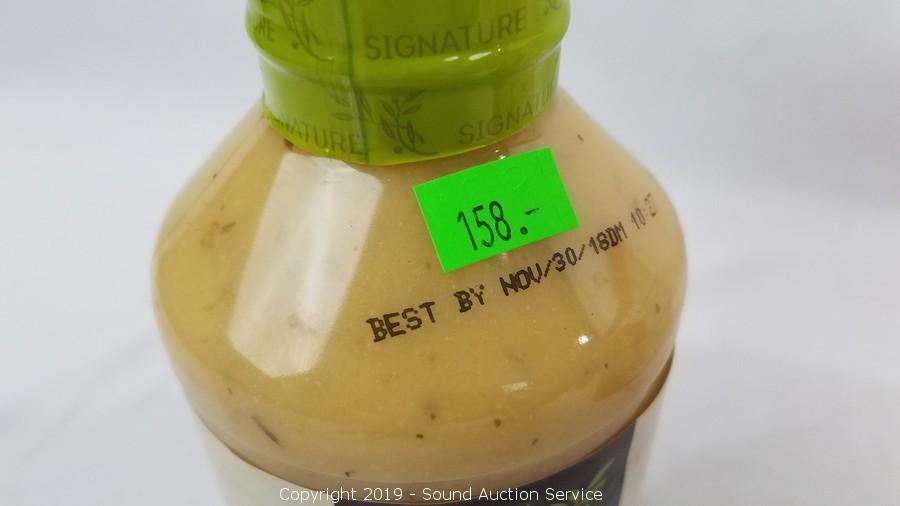 SIGNATURE
SIGNATURE
158.-
BEST BY NOV/30/18DM 10:27
Copyright 2019 - Sound Auction Service